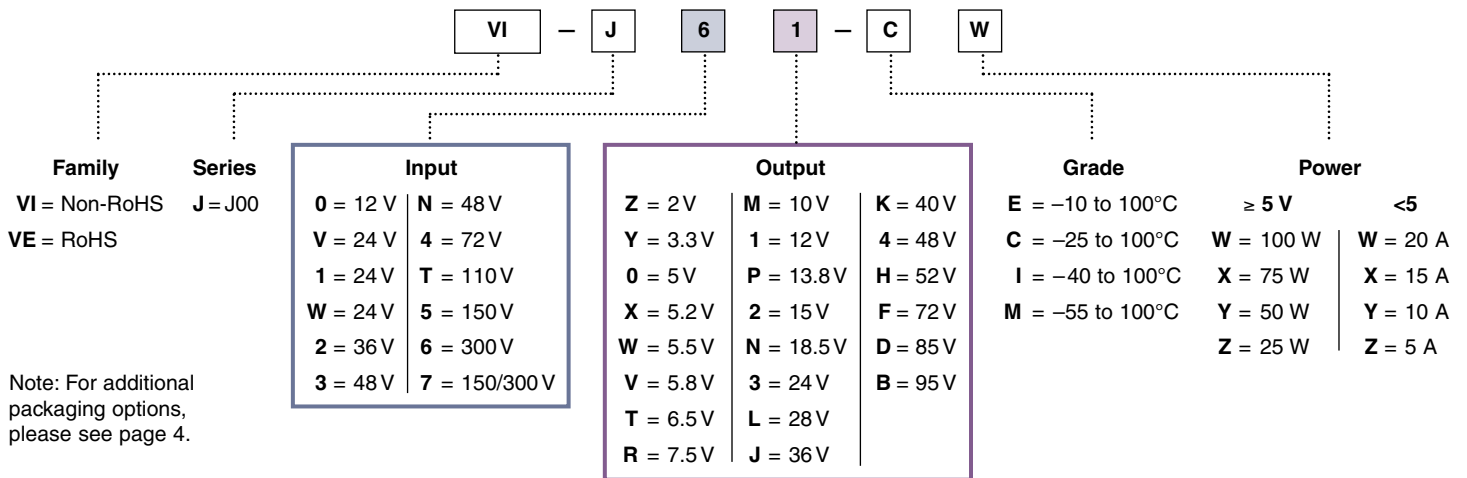 VI – J 6 1 – C W
Family Series Input Output Grade Power
VI = Non-RoHS J = J00 0 = 12 V N = 48 V Z = 2 V M = 10 V K = 40 V E = –10 to 100°C ≥ 5 V <5
VE = RoHS V = 24 V 4 = 72 V Y = 3.3 V 1 = 12 V 4 = 48 V C = –25 to 100°C W = 100 W W = 20 A
1 = 24 V T = 110 V 0 = 5 V P = 13.8 V H = 52 V I = –40 to 100°C X = 75 W X = 15 A
W = 24 V 5 = 150 V X = 5.2 V 2 = 15 V F = 72 V M = –55 to 100°C Y = 50 W Y = 10 A
2 = 36 V 6 = 300 V W = 5.5 V N = 18.5 V D = 85 V Z = 25 W Z = 5 A
3 = 48 V 7 = 150/300 V V = 5.8 V 3 = 24 V B = 95 V
T = 6.5 V L = 28 V
R = 7.5 V J = 36 V
Note: For additional
packaging options,
please see page 4.